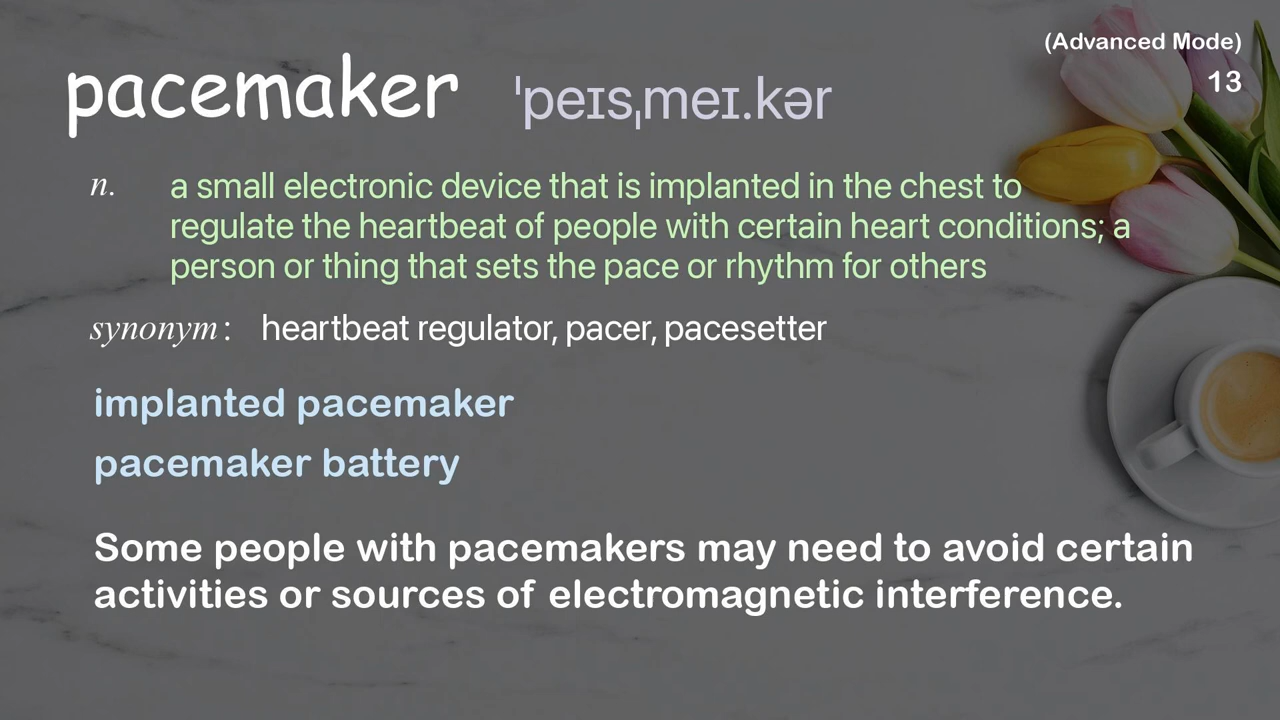 (Advanced Mode)
pacemaker ˈpeɪsˌmeɪ.kər
13
n. a small electronic device that is implanted in the chest to
regulate the heartbeat of people with certain heart conditions; a
person or thing that sets the pace or rhythm for others
synonym: heartbeat regulator, pacer, pacesetter
implanted pacemaker
pacemaker battery
Some people with pacemakers may need to avoid certain
activities or sources of electromagnetic interference.